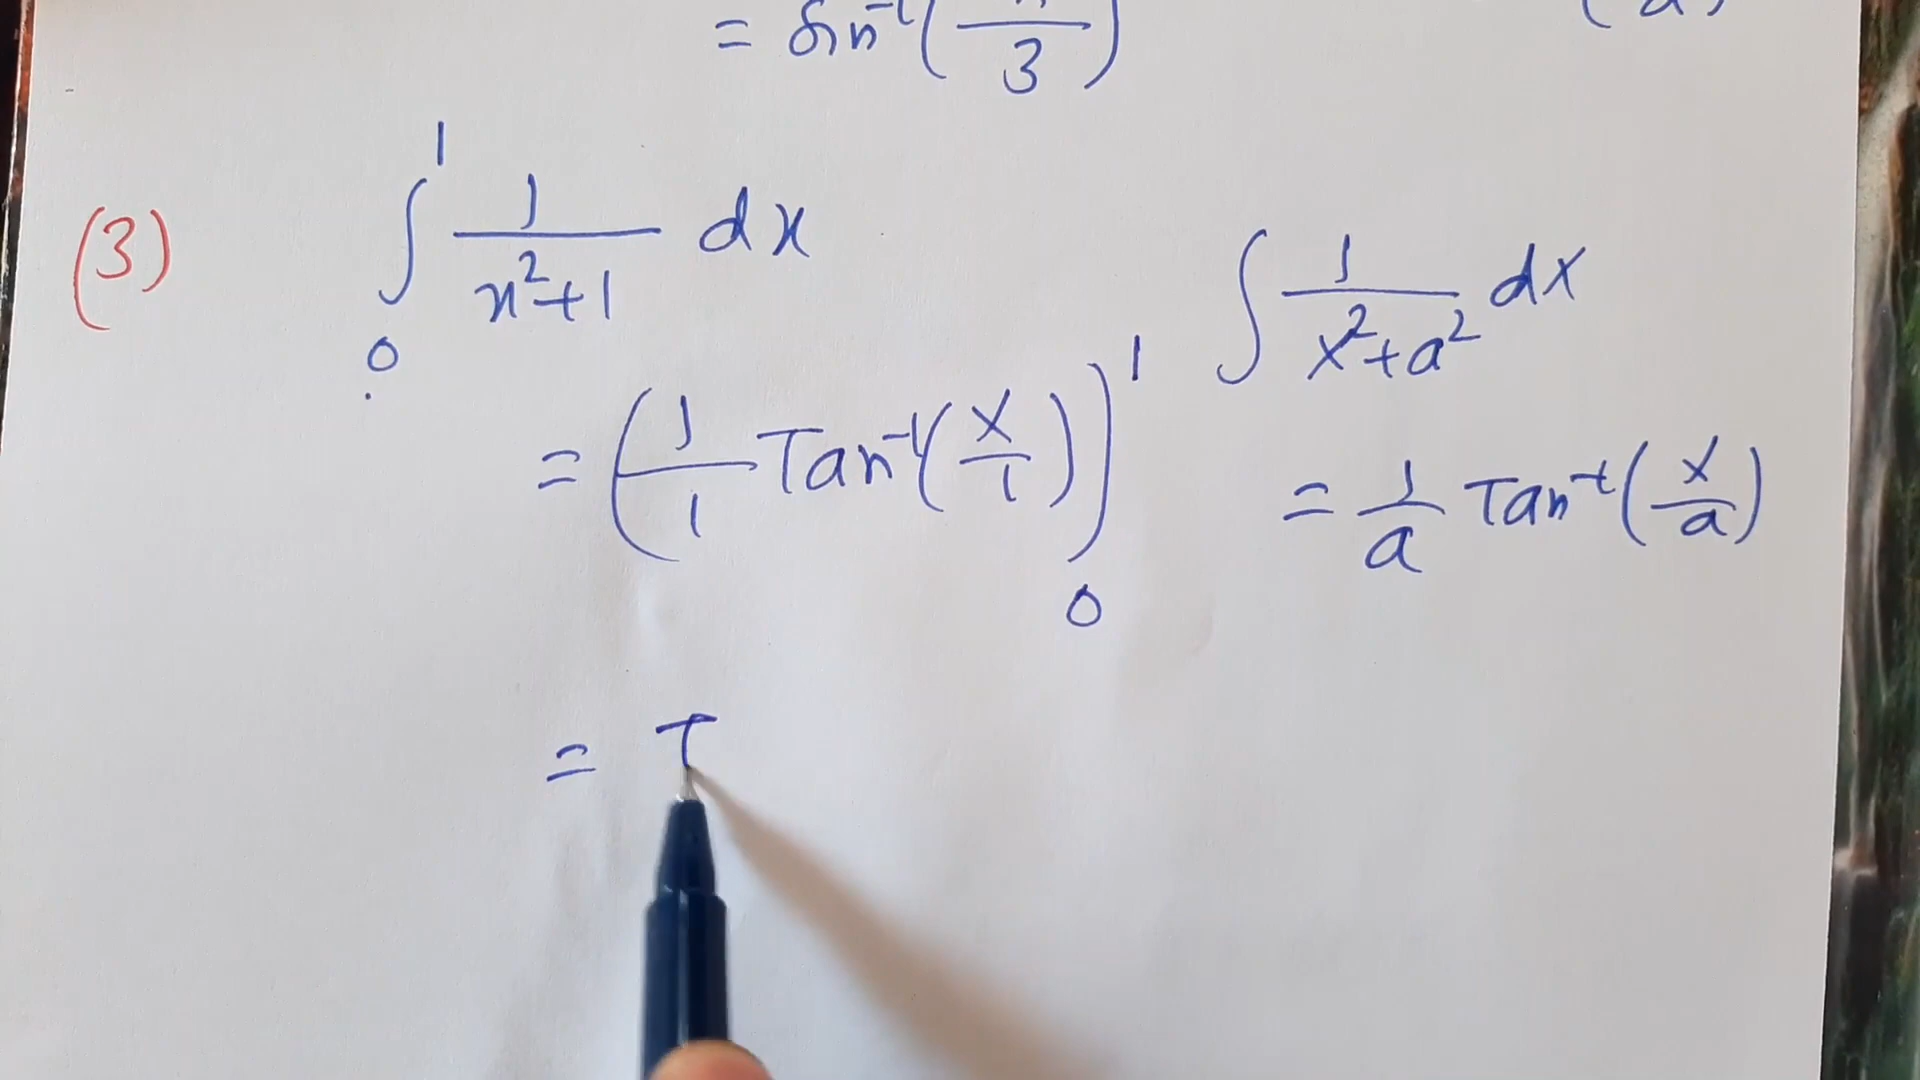 = sin⁻¹(x/3)
(3) ∫₀¹ 1/(x²+1) dx
∫ 1/(x²+a²) dx
= (1/1 Tan⁻¹(x/1))₀¹
= 1/a Tan⁻¹(x/a)
= T